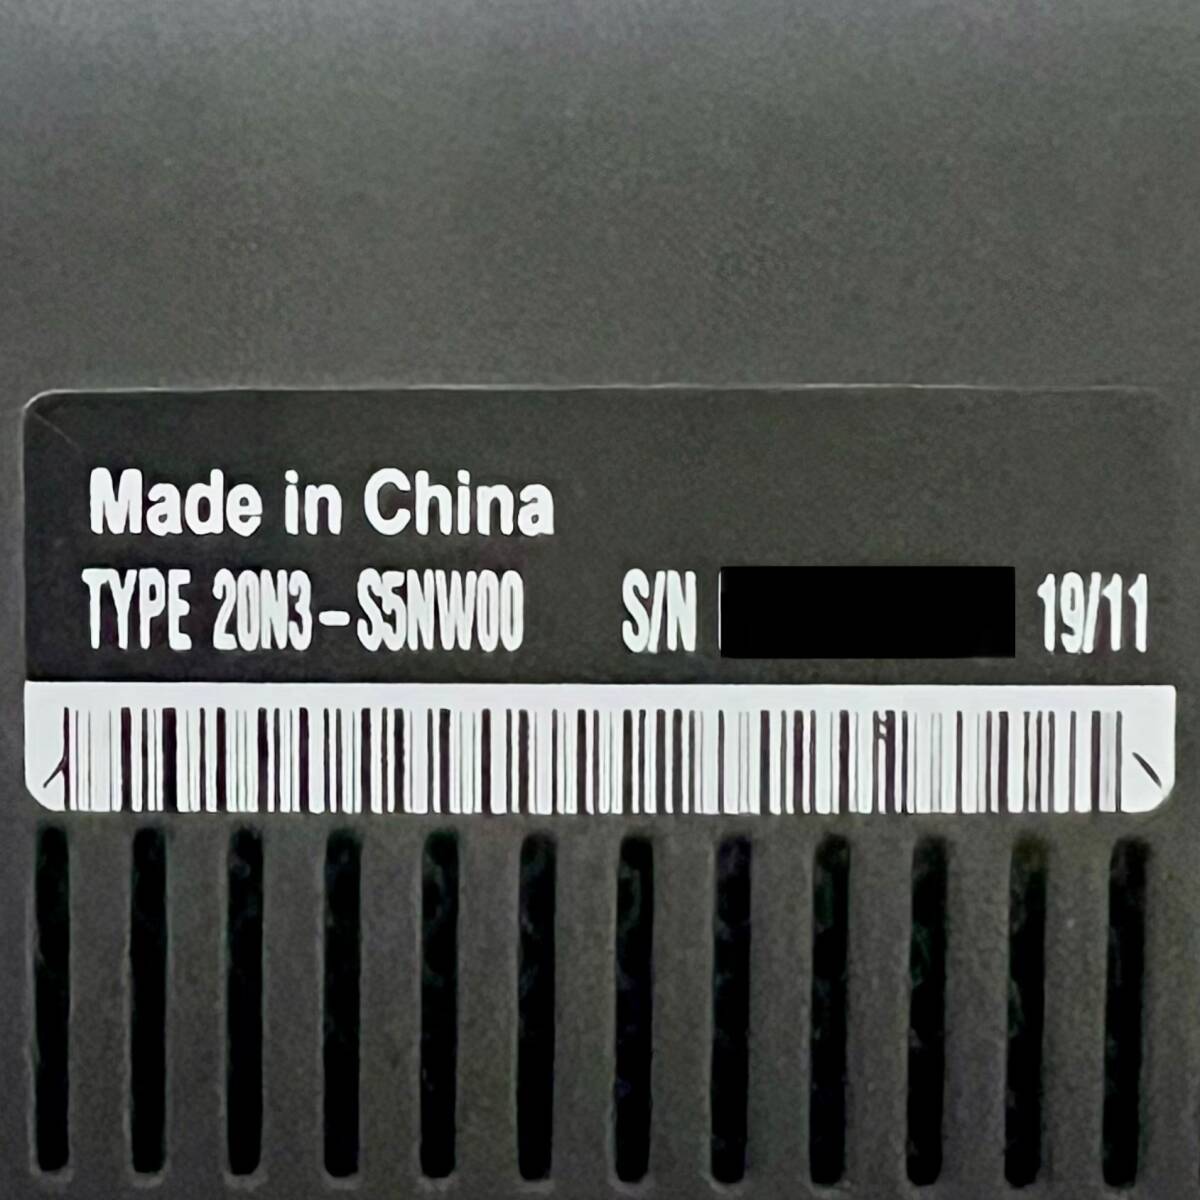 Made in China
TYPE 20N3-S5NW00 S/N 19/11